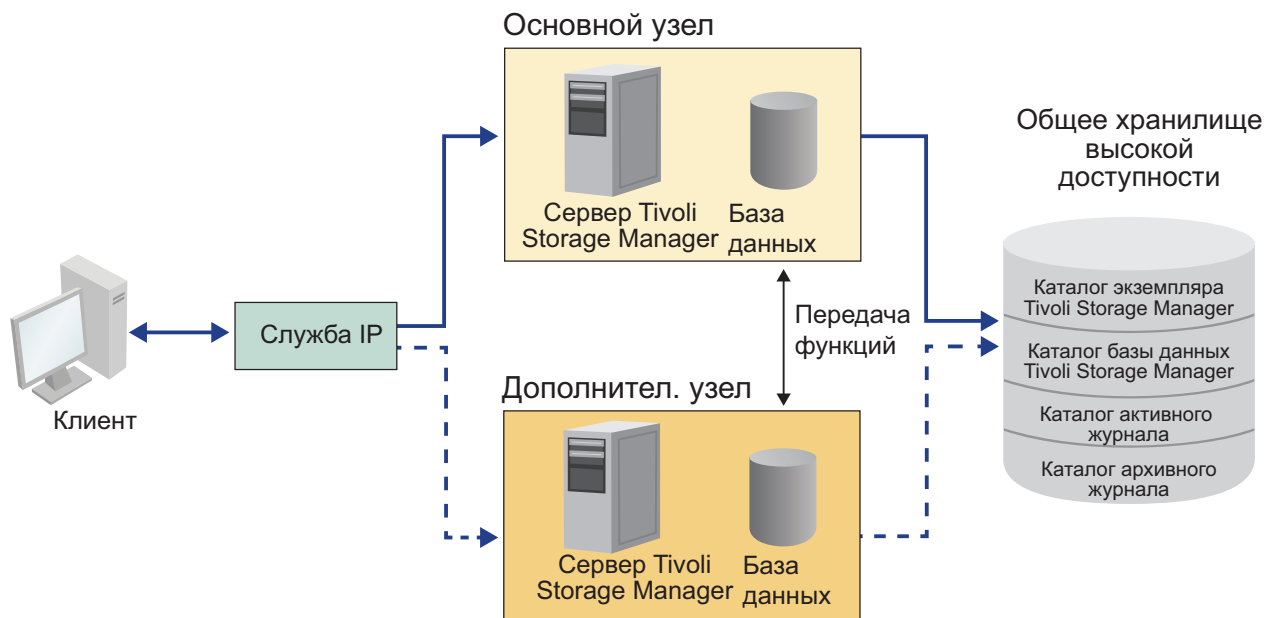 Основной узел
Сервер Tivoli
Storage Manager
База
данных
Общее хранилище
высокой
доступности
Каталог экземпляра
Tivoli Storage Manager
Каталог базы данных
Tivoli Storage Manager
Каталог активного
журнала
Каталог архивного
журнала
Клиент
Служба IP
Передача
функций
Дополнител. узел
Сервер Tivoli
Storage Manager
База
данных